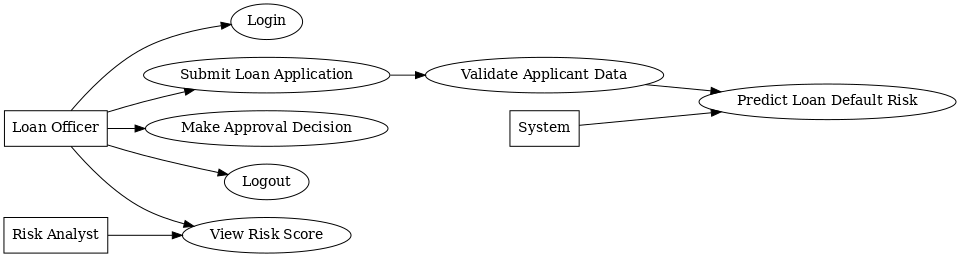 Login
Submit Loan Application
Validate Applicant Data
Predict Loan Default Risk
Loan Officer
Make Approval Decision
System
Logout
Risk Analyst
View Risk Score